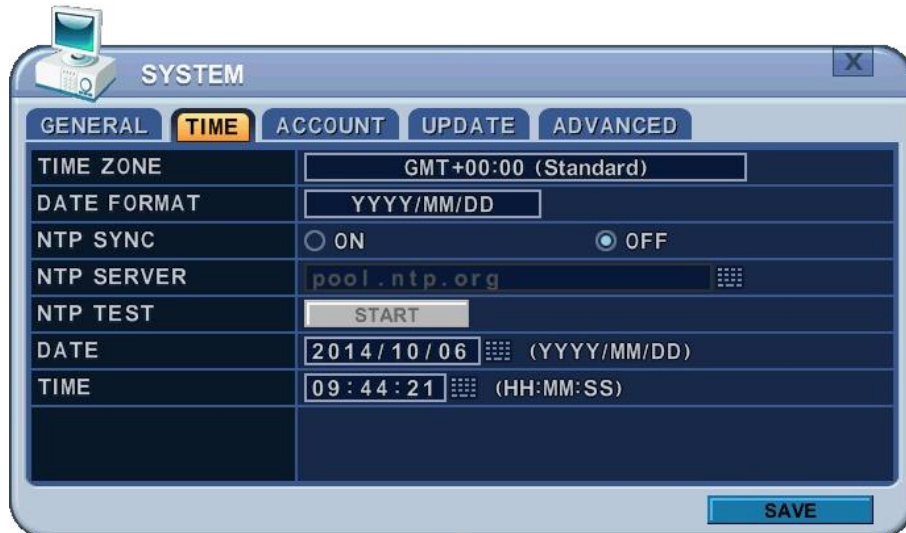 SYSTEM
X
GENERAL TIME ACCOUNT UPDATE ADVANCED
TIME ZONE GMT+00:00 (Standard)
DATE FORMAT YYYY/MM/DD
NTP SYNC ON OFF
NTP SERVER pool.ntp.org
NTP TEST START
DATE 2014/10/06 (YYYY/MM/DD)
TIME 09:44:21 (HH:MM:SS)
SAVE